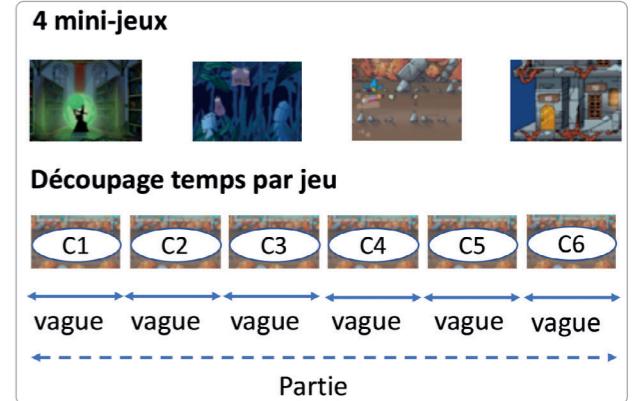 4 mini-jeux
Découpage temps par jeu
C1 C2 C3 C4 C5 C6
vague vague vague vague vague vague
Partie